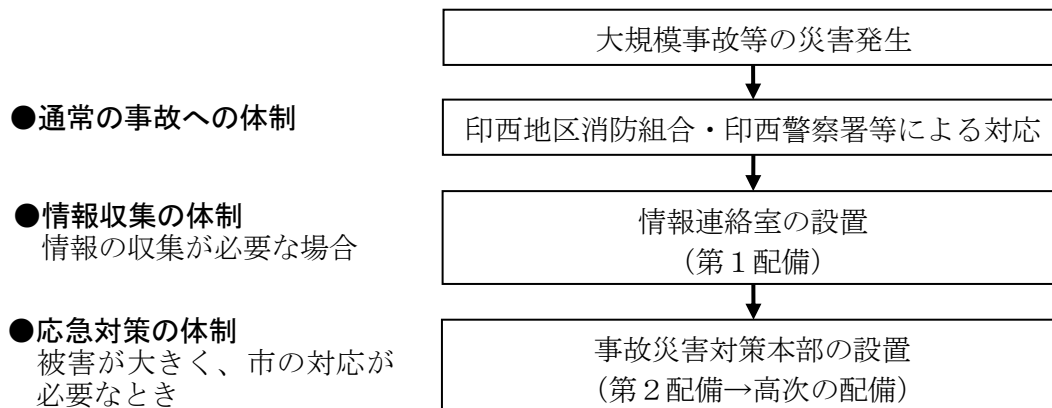 大規模事故等の災害発生
●通常の事故への体制
印西地区消防組合・印西警察署等による対応
●情報収集の体制
情報の収集が必要な場合
情報連絡室の設置
（第１配備）
●応急対策の体制
被害が大きく、市の対応が
必要なとき
事故災害対策本部の設置
（第２配備→高次の配備）